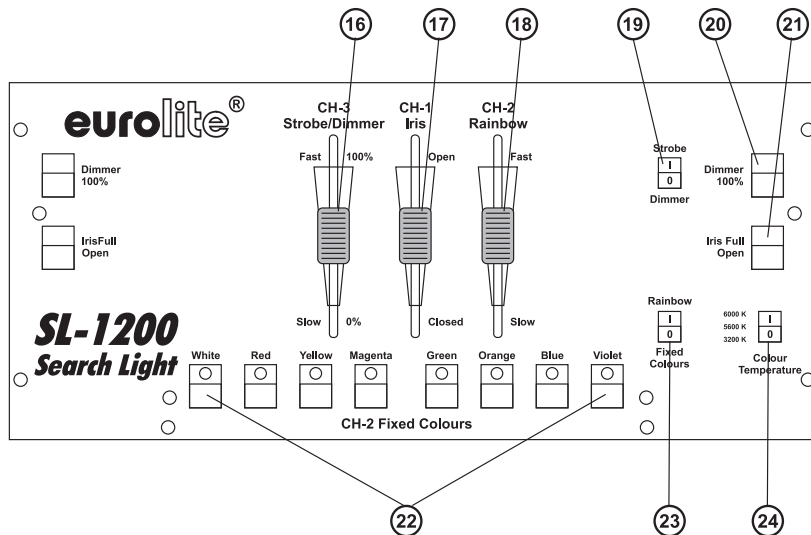 16 17 18 19 20 21
eurolite®
CH-3
Strobe/Dimmer
CH-1
Iris
CH-2
Rainbow
Strobe
I
0
Dimmer
Fast 100%
Open
Fast
Dimmer
100%
Dimmer
100%
IrisFull
Open
Iris Full
Open
Slow 0%
Closed
Slow
SL-1200
Search Light
Rainbow
I
0
Fixed
Colours
6000 K
5600 K
3200 K
I
0
Colour
Temperature
White Red Yellow Magenta Green Orange Blue Violet
CH-2 Fixed Colours
22 23 24